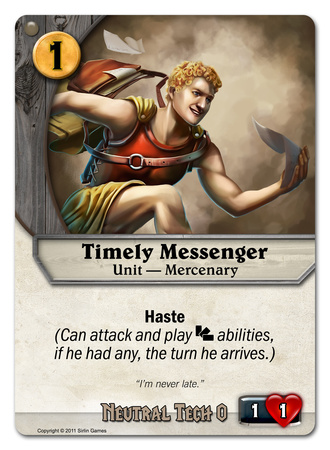 1
Timely Messenger
Unit — Mercenary
Haste
(Can attack and play abilities,
if he had any, the turn he arrives.)
"I'm never late."
Neutral Tech 0
1 1
Copyright © 2011 Sirlin Games